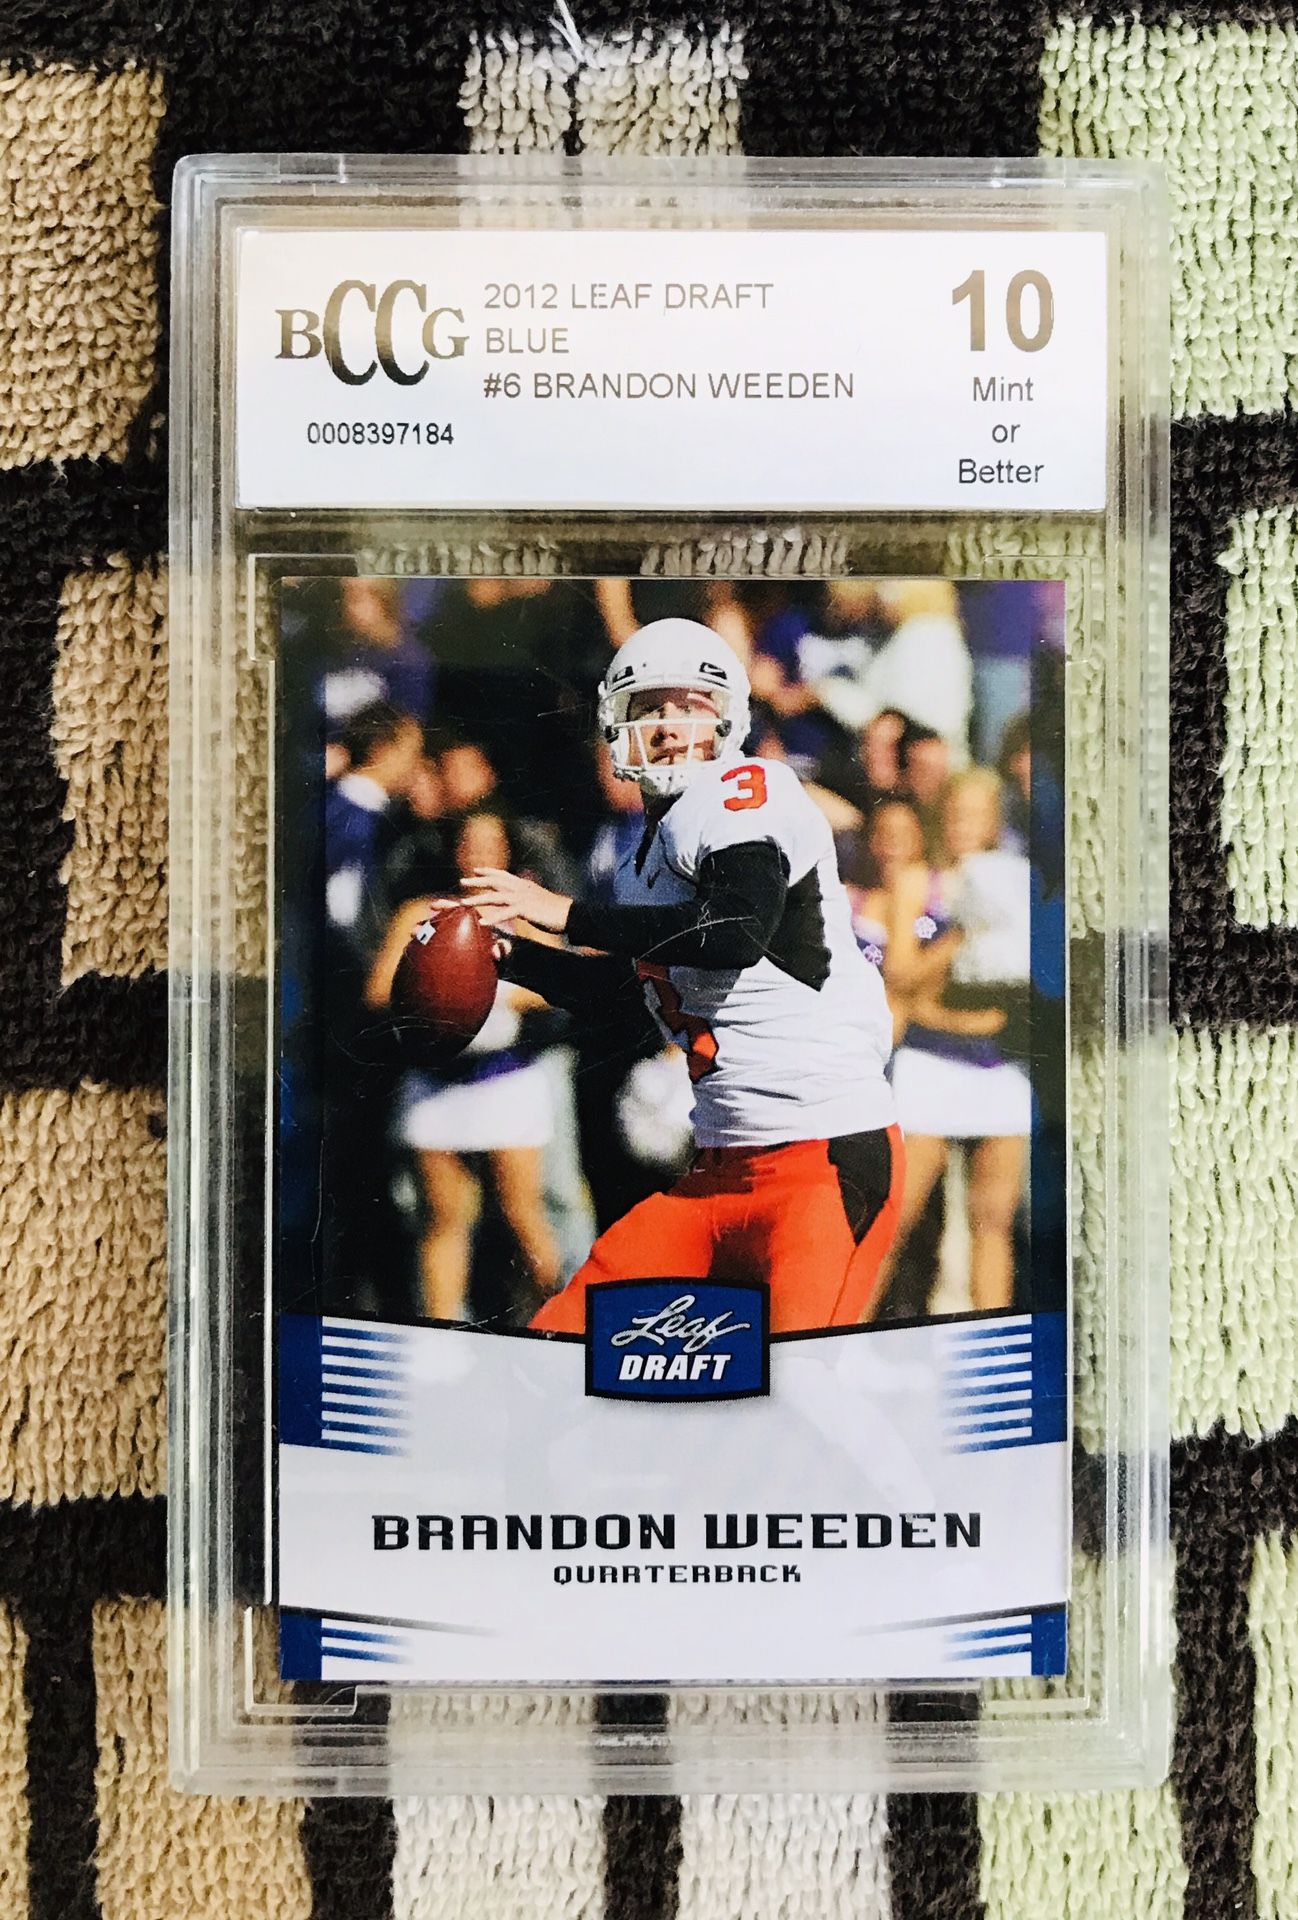 BCCG
2012 LEAF DRAFT
BLUE
#6 BRANDON WEEDEN
0008397184
10
Mint
or
Better
3
Leaf
DRAFT
BRANDON WEEDEN
QUARTERBACK